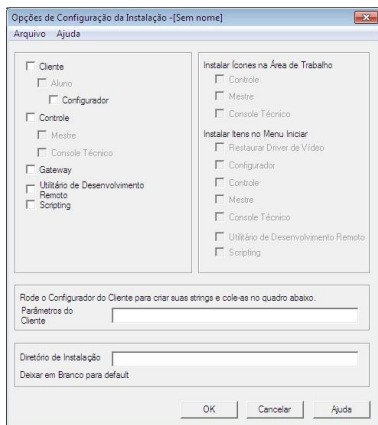 Opções de Configuração da Instalação -[Sem nome]
Arquivo Ajuda
Cliente
Aluno
Configurador
Controle
Mestre
Console Técnico
Gateway
Utilitário de Desenvolvimento
Remoto
Scripting
Instalar Ícones na Área de Trabalho
Controle
Mestre
Console Técnico
Instalar Itens no Menu Iniciar
Restaurar Driver de Vídeo
Configurador
Controle
Mestre
Console Técnico
Utilitário de Desenvolvimento Remoto
Scripting
Rode o Configurador do Cliente para criar suas strings e cole-as no quadro abaixo.
Parâmetros do
Cliente
Diretório de Instalação
Deixar em Branco para default
OK Cancelar Ajuda